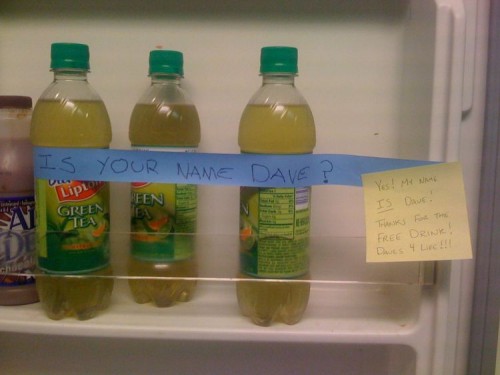 IS YOUR NAME DAVE?
YES! MY NAME
IS DAVE!
THANKS FOR THE
FREE DRINK!
DAVES 4 LIFE!!!
Lipton
GREEN
TEA
GREEN
TEA